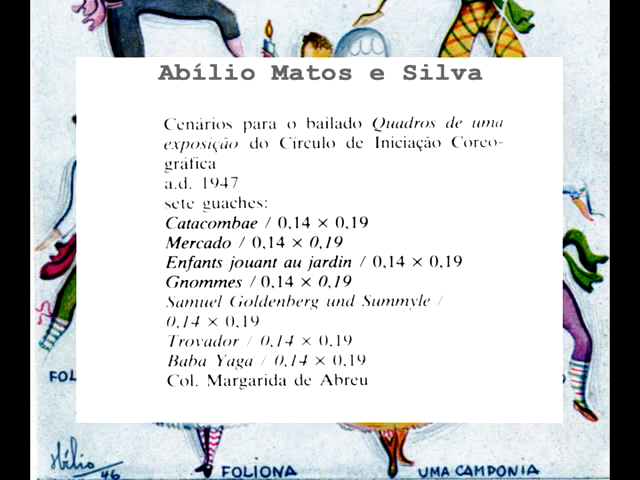 Abílio Matos e Silva
Cenários para o bailado Quadros de uma
exposição do Círculo de Iniciação Coreo-
gráfica
a.d. 1947
sete guaches:
Catacombae / 0,14 × 0,19
Mercado / 0,14 × 0,19
Enfants jouant au jardin / 0,14 × 0,19
Gnommes / 0,14 × 0,19
Samuel Goldenberg und Summyle /
0,14 × 0,19
Trovador / 0,14 × 0,19
Baba Yaga / 0,14 × 0,19
Col. Margarida de Abreu
FOL
O
Abílio
46
FOLIONA
UMA CAMPONIA